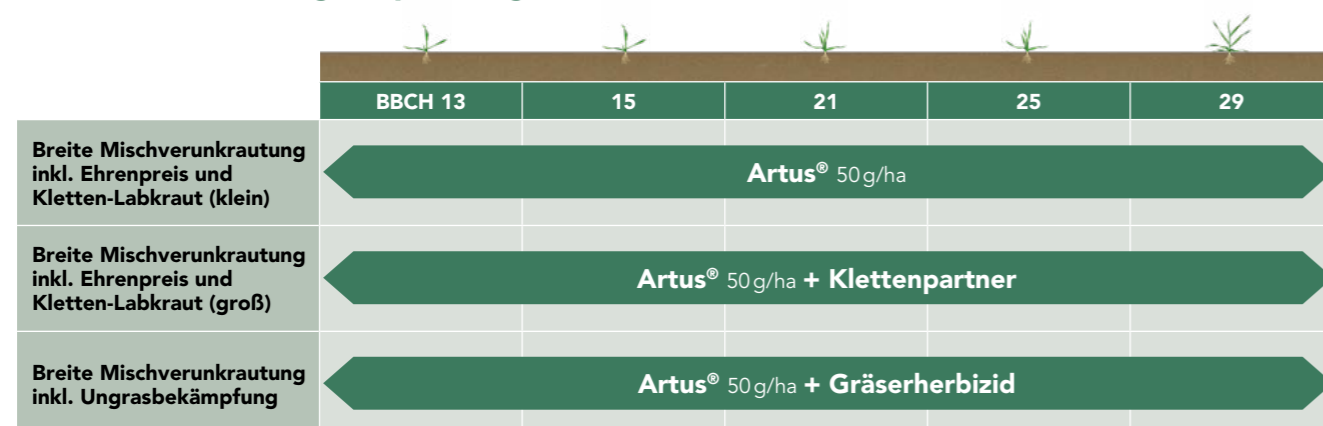 BBCH 13 15 21 25 29
Breite Mischverunkrautung
inkl. Ehrenpreis und
Kletten-Labkraut (klein)
Artus® 50 g/ha
Breite Mischverunkrautung
inkl. Ehrenpreis und
Kletten-Labkraut (groß)
Artus® 50 g/ha + Klettenpartner
Breite Mischverunkrautung
inkl. Ungrasbekämpfung
Artus® 50 g/ha + Gräserherbizid